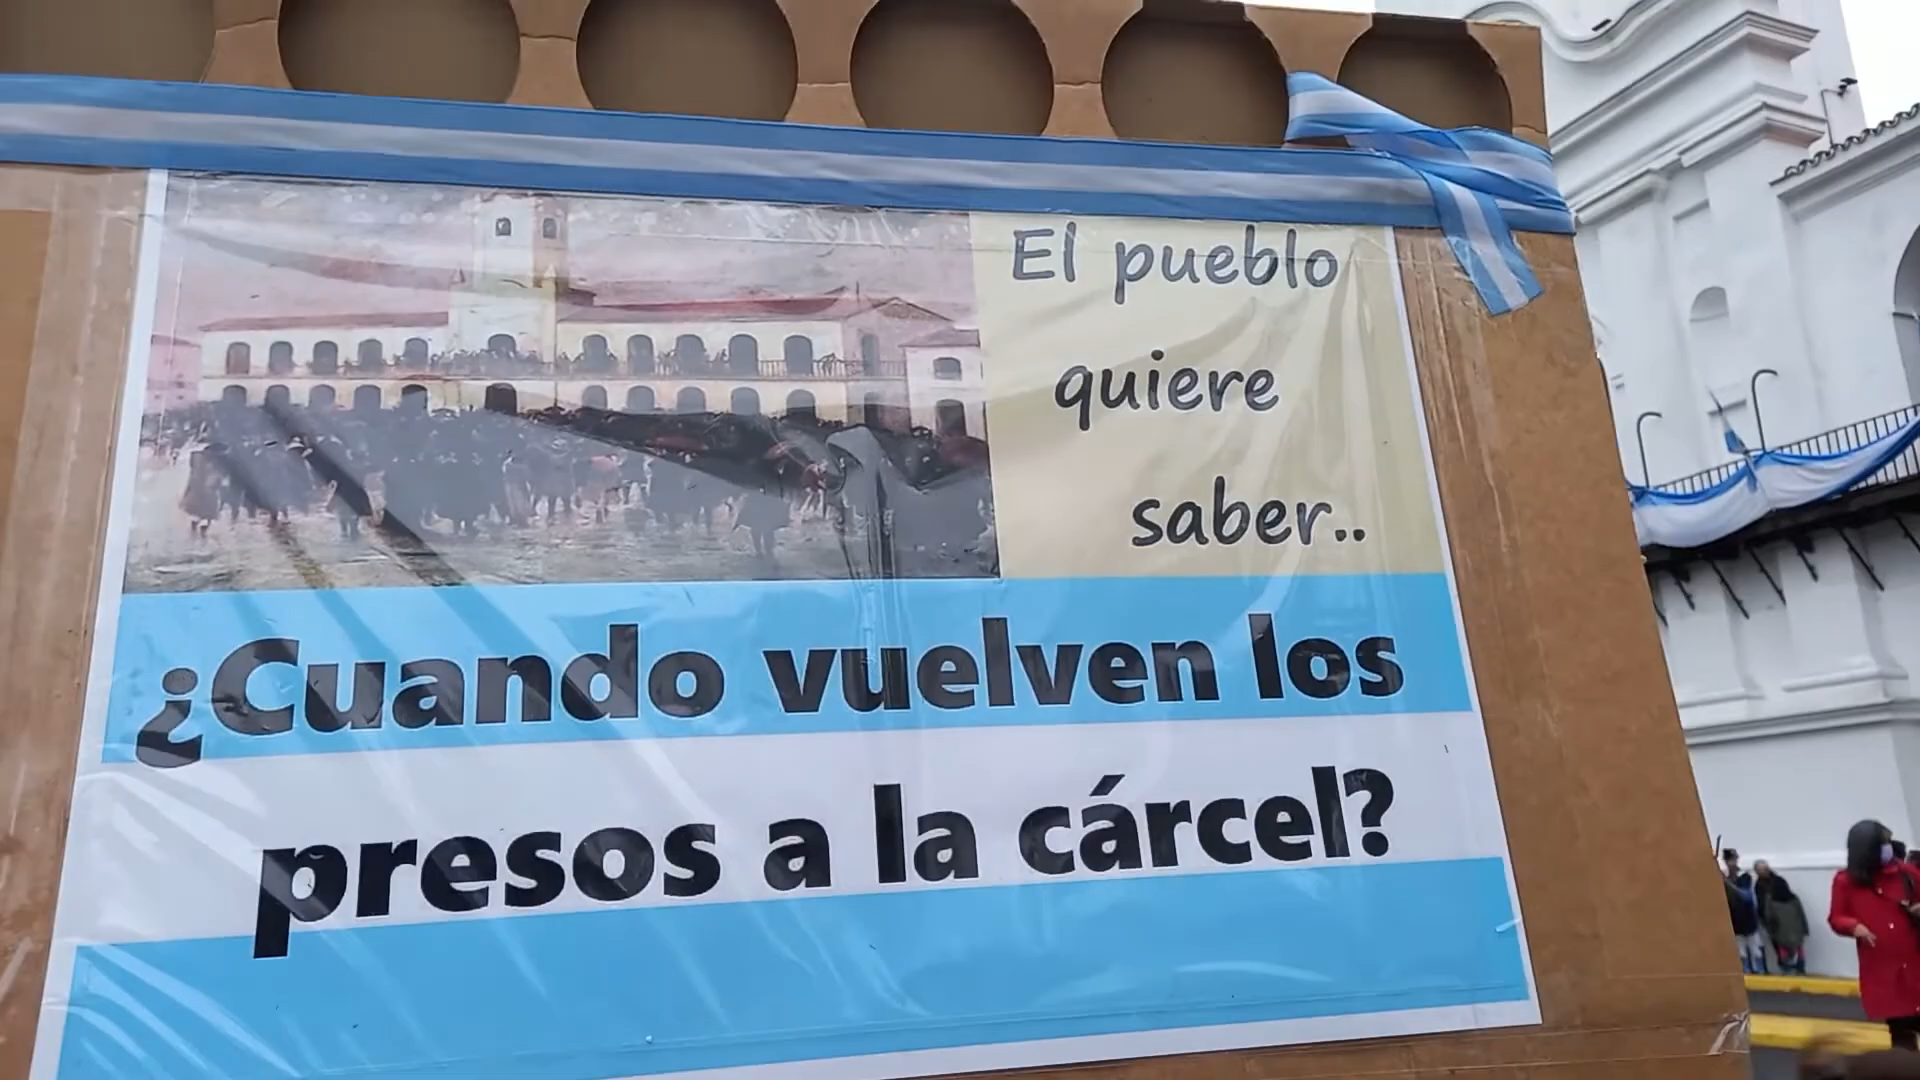 El pueblo
quiere
saber..
¿Cuando vuelven los
presos a la cárcel?